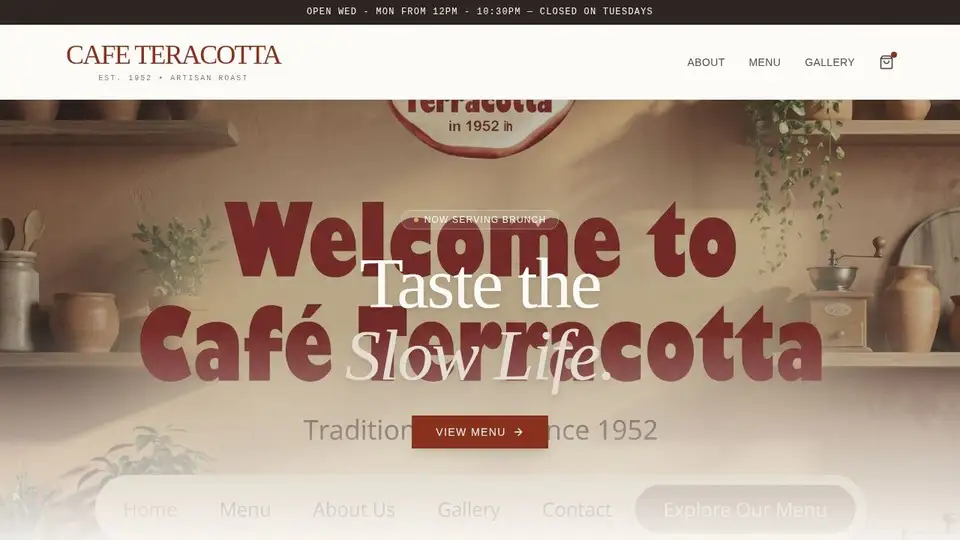 OPEN WED - MON FROM 12PM - 10:30PM — CLOSED ON TUESDAYS
CAFE TERACOTTA
EST. 1952 • ARTISAN ROAST
ABOUT
MENU
GALLERY
Terracotta
in 1952 ih
NOW SERVING BRUNCH
Welcome to
Taste the
Café Terracotta
Slow Life.
Tradition
nce 1952
VIEW MENU →
Home
Menu
About Us
Gallery
Contact
Explore Our Menu